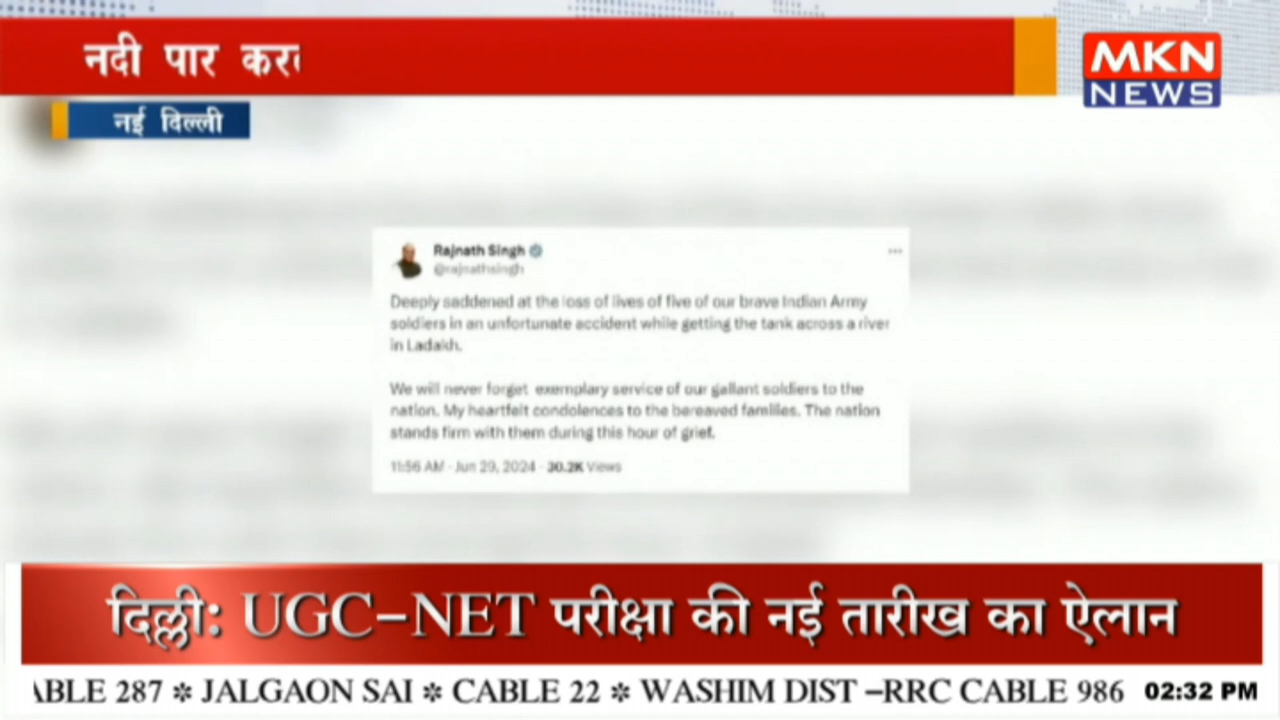 नदी पार कर
MKN
NEWS
नई दिल्ली
Rajnath Singh
@rajnathsingh
Deeply saddened at the loss of lives of five of our brave Indian Army
soldiers in an unfortunate accident while getting the tank across a river
in Ladakh.
We will never forget exemplary service of our gallant soldiers to the
nation. My heartfelt condolences to the bereaved families. The nation
stands firm with them during this hour of grief.
11:56 AM · Jun 29, 2024 · 30.2K Views
दिल्ली: UGC-NET परीक्षा की नई तारीख का ऐलान
ABLE 287 * JALGAON SAI * CABLE 22 * WASHIM DIST -RRC CABLE 986 02:32 PM